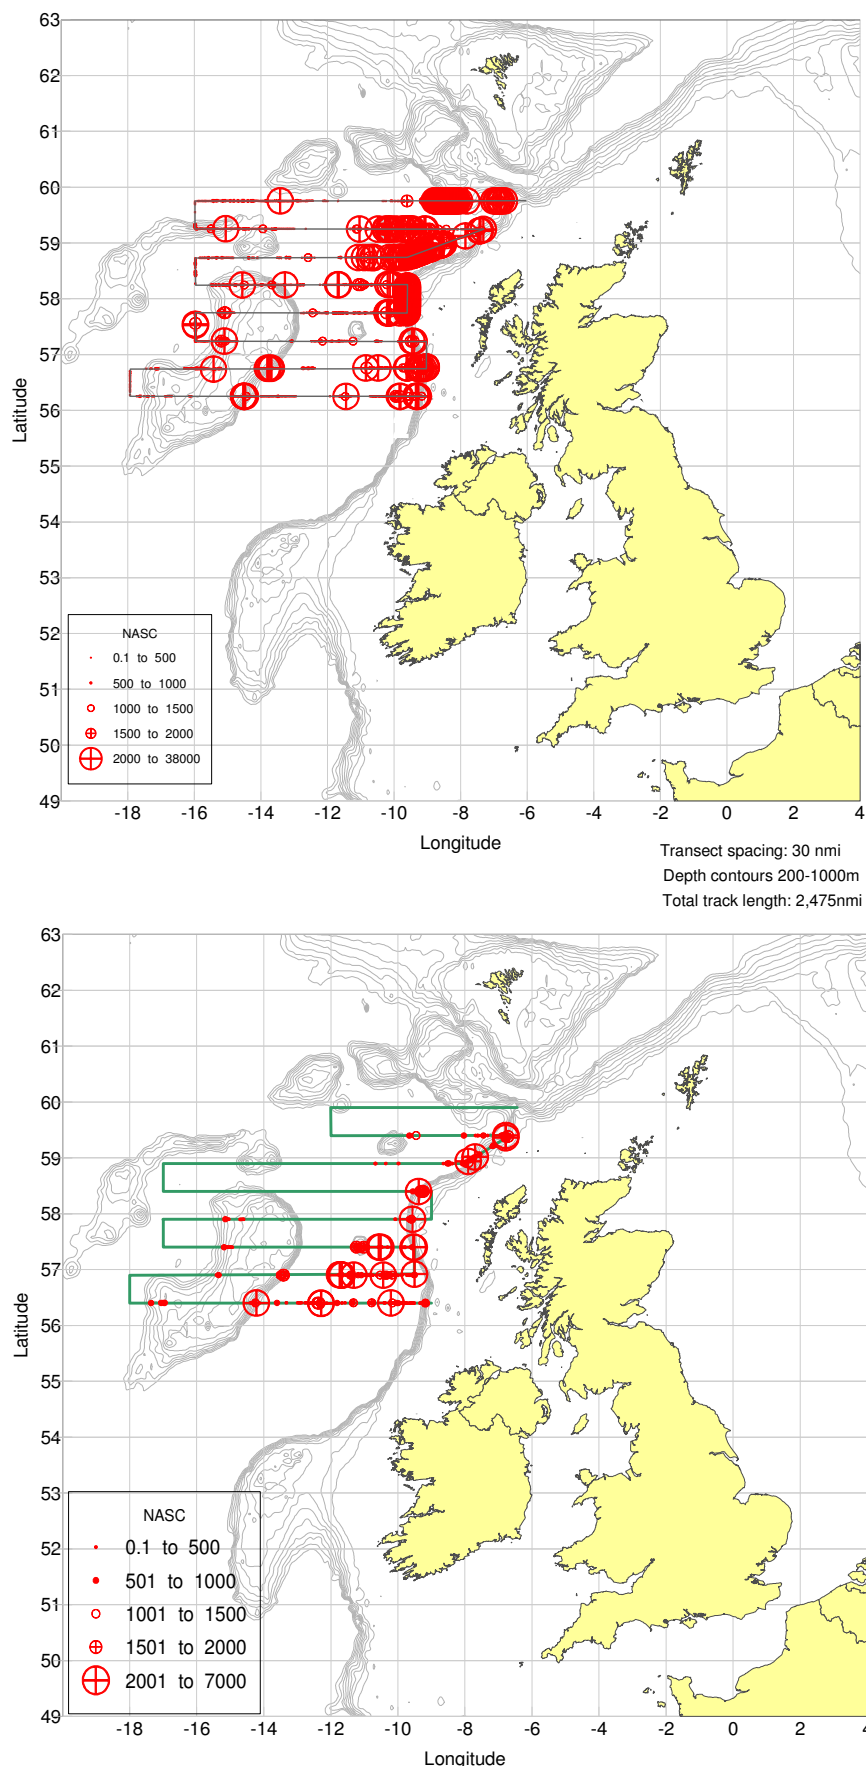 63
62
61
60
59
58
57
56
55
54
53
52
51
50
49
Latitude
NASC
0.1 to 500
500 to 1000
1000 to 1500
1500 to 2000
2000 to 38000
-18 -16 -14 -12 -10 -8 -6 -4 -2 0 2 4
Longitude
Transect spacing: 30 nmi
Depth contours 200-1000m
Total track length: 2,475nmi
63
62
61
60
59
58
57
56
55
54
53
52
51
50
49
Latitude
NASC
0.1 to 500
501 to 1000
1001 to 1500
1501 to 2000
2001 to 7000
-18 -16 -14 -12 -10 -8 -6 -4 -2 0 2 4
Longitude